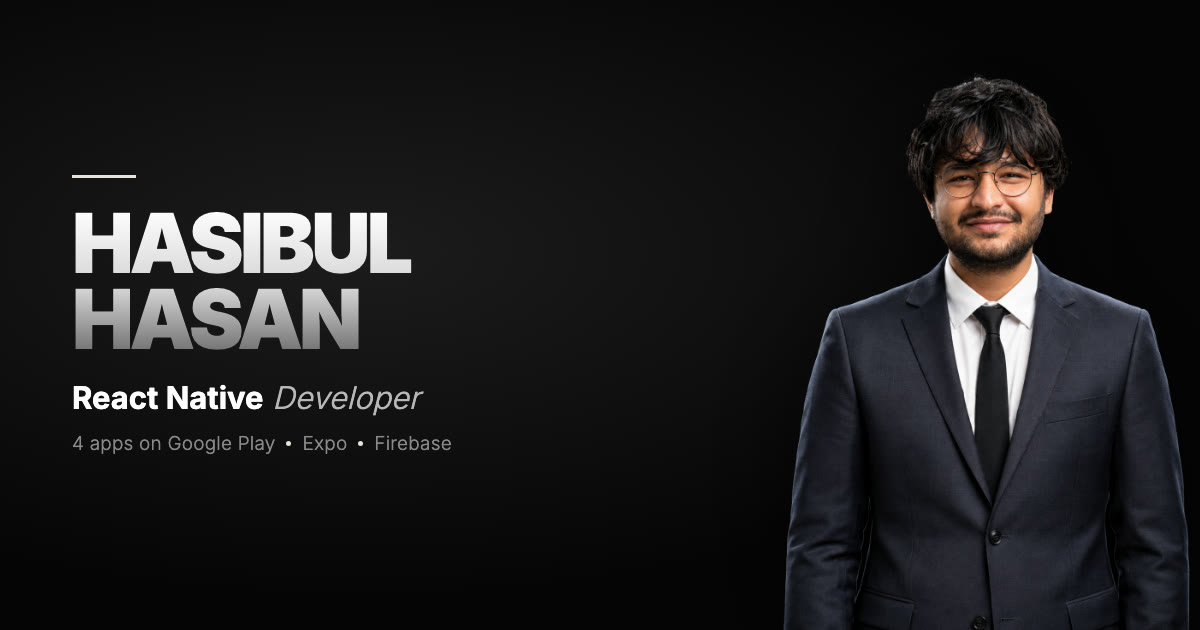 HASIBUL
HASAN
React Native Developer
4 apps on Google Play • Expo • Firebase